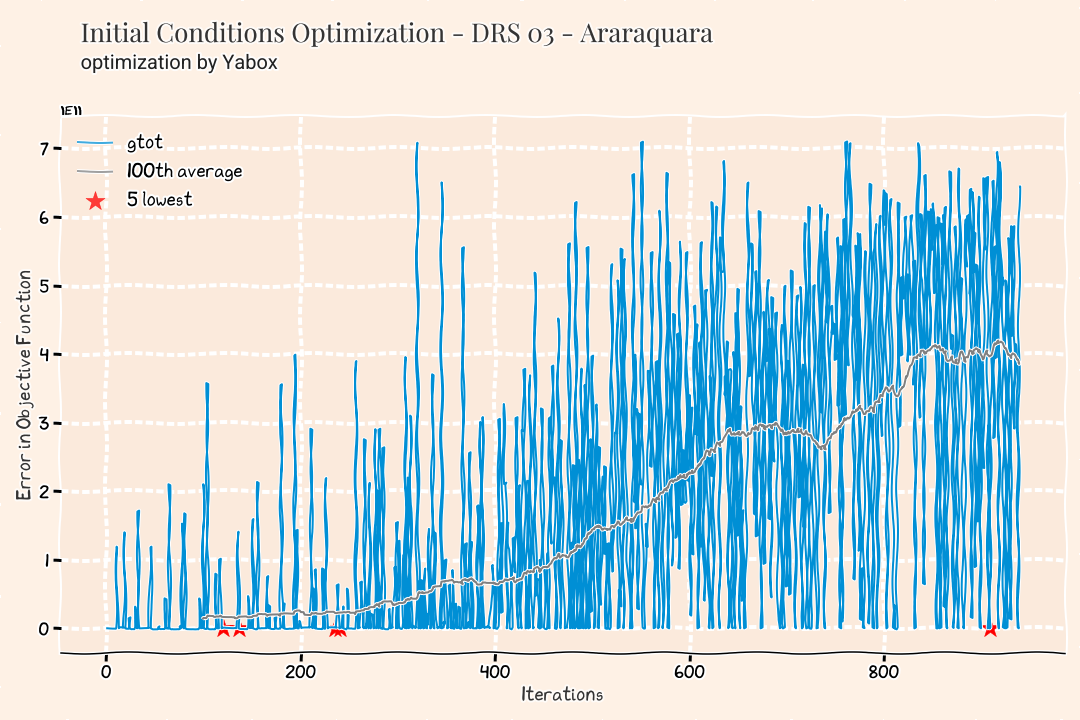 Initial Conditions Optimization - DRS 03 - Araraquara
optimization by Yabox
1E11
gtot
100th average
5 lowest
7
6
5
4
3
2
1
0
Error in Objective Function
0 200 400 600 800
Iterations